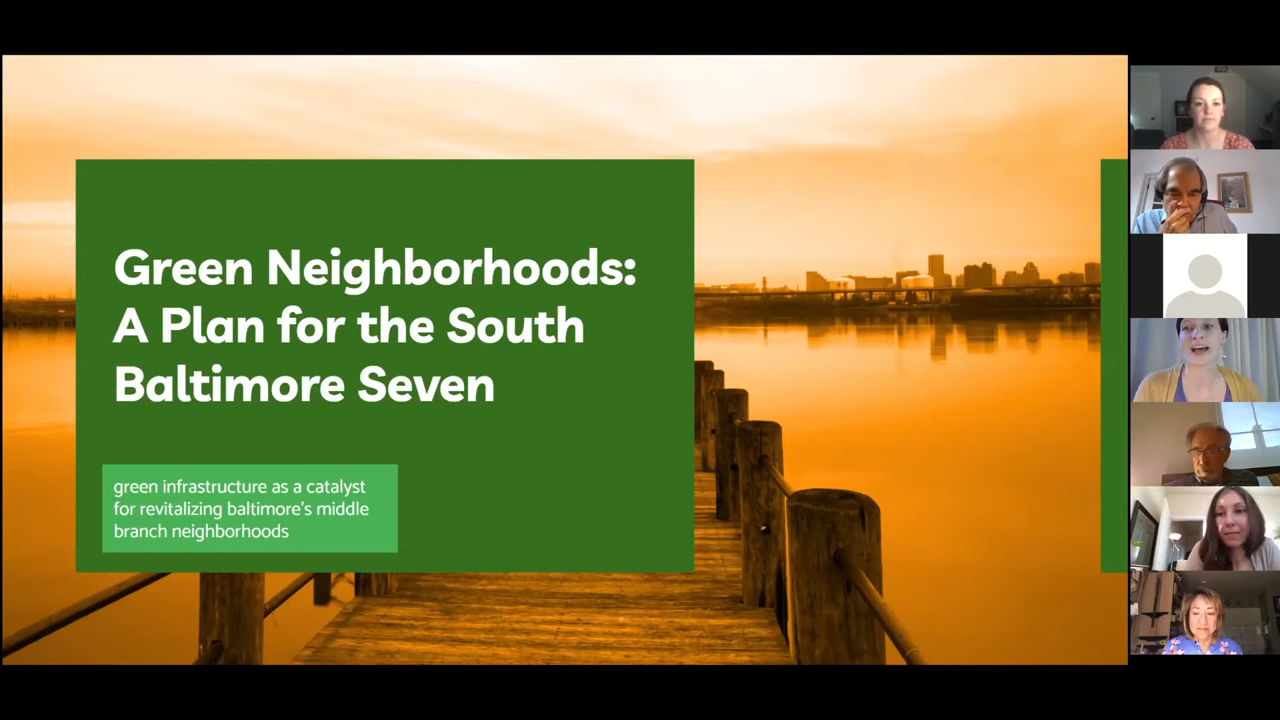 Green Neighborhoods:
A Plan for the South
Baltimore Seven
green infrastructure as a catalyst
for revitalizing baltimore's middle
branch neighborhoods